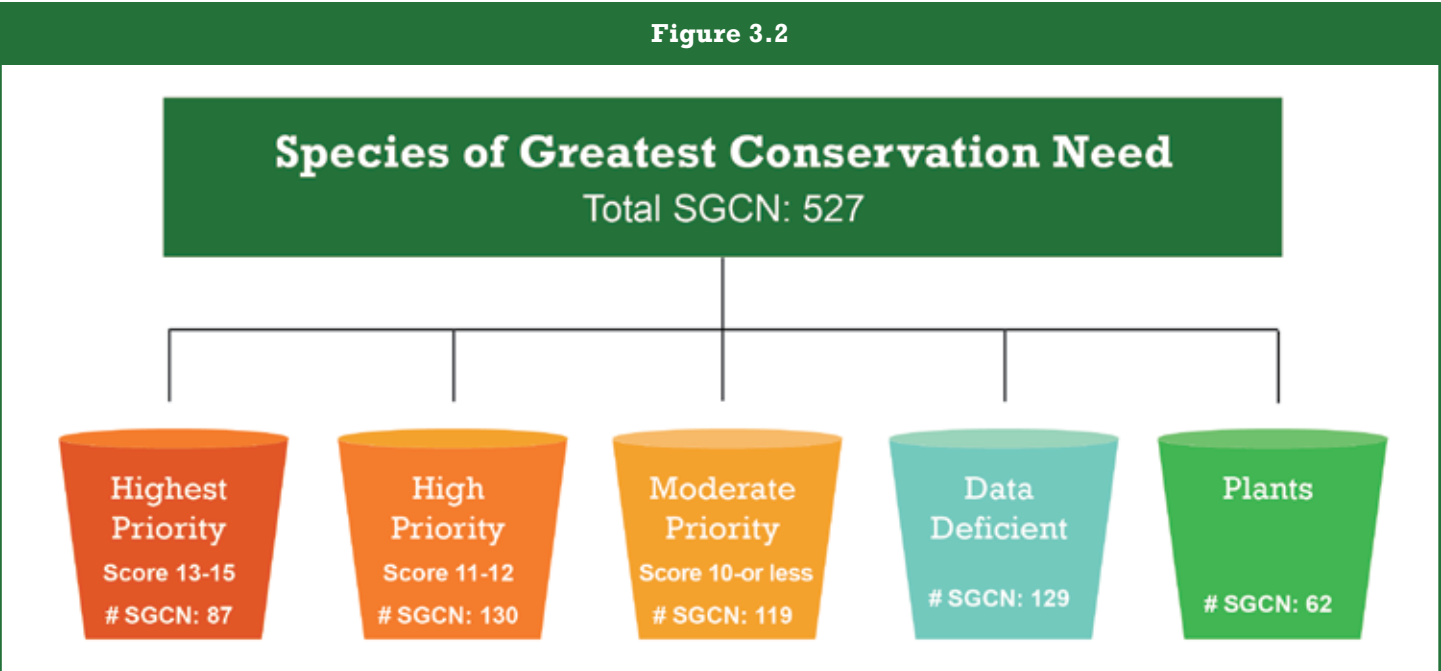 Figure 3.2
Species of Greatest Conservation Need
Total SGCN: 527
Highest
Priority
Score 13-15
# SGCN: 87
High
Priority
Score 11-12
# SGCN: 130
Moderate
Priority
Score 10-or less
# SGCN: 119
Data
Deficient
# SGCN: 129
Plants
# SGCN: 62